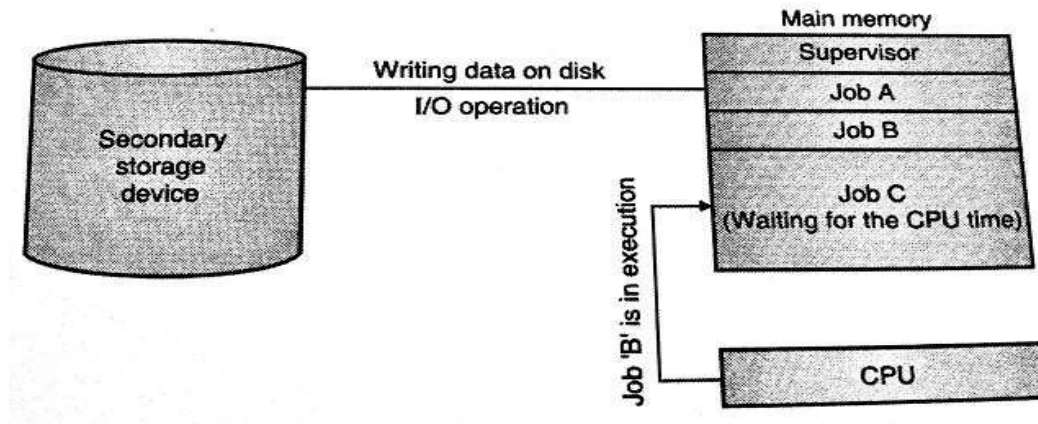 Main memory
Supervisor
Writing data on disk
Job A
I/O operation
Job B
Secondary
storage
device
Job C
(Waiting for the CPU time)
Job 'B' is in execution
CPU